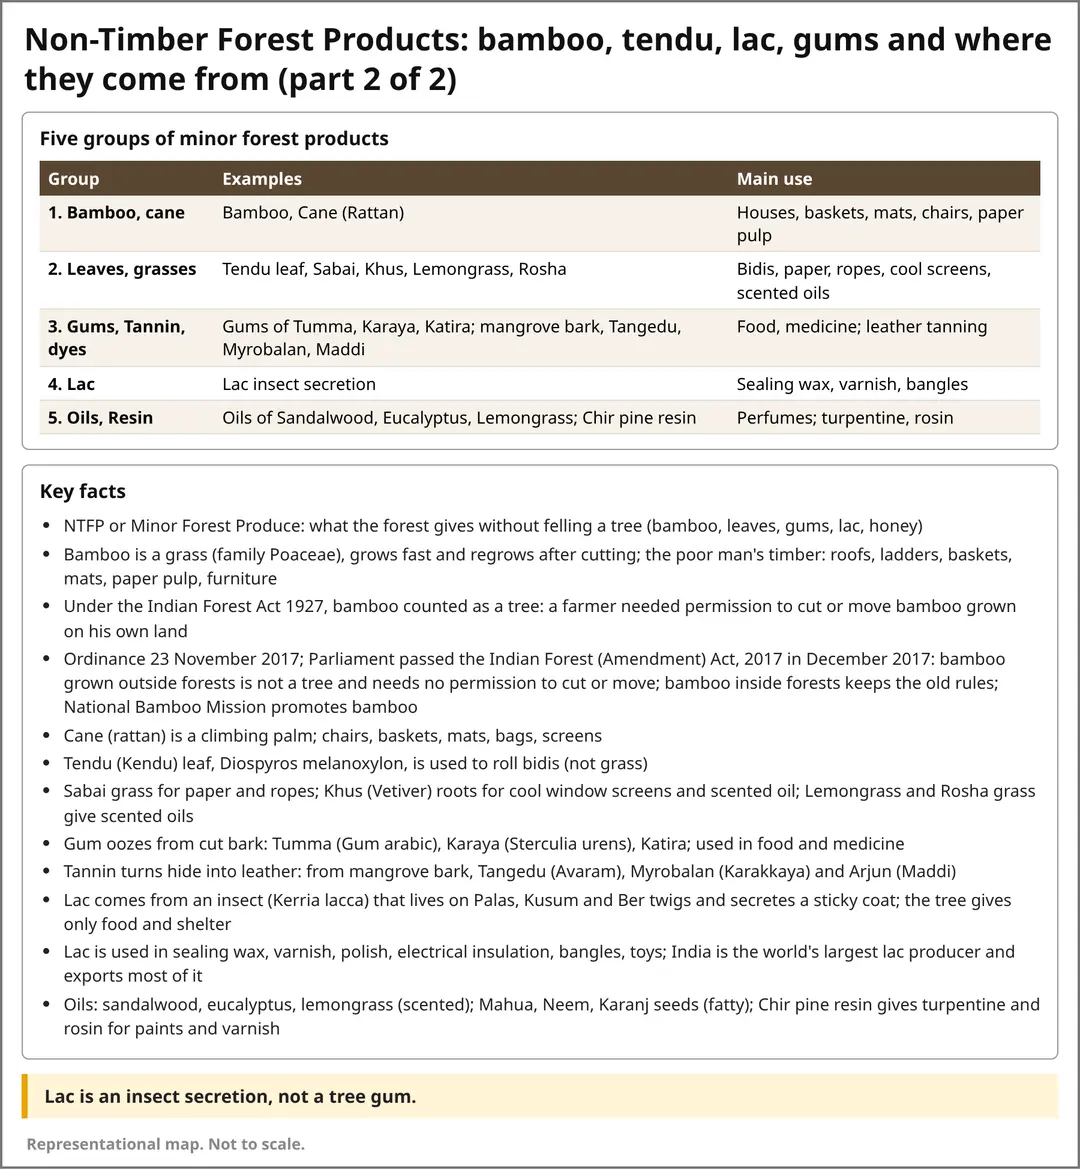 Non-Timber Forest Products: bamboo, tendu, lac, gums and where
they come from (part 2 of 2)
Five groups of minor forest products
Group Examples Main use
1. Bamboo, cane Bamboo, Cane (Rattan) Houses, baskets, mats, chairs, paper
pulp
2. Leaves, grasses Tendu leaf, Sabai, Khus, Lemongrass, Rosha Bidis, paper, ropes, cool screens,
scented oils
3. Gums, Tannin, Gums of Tumma, Karaya, Katira; mangrove bark, Tangedu, Food, medicine; leather tanning
dyes Myrobalan, Maddi
4. Lac Lac insect secretion Sealing wax, varnish, bangles
5. Oils, Resin Oils of Sandalwood, Eucalyptus, Lemongrass; Chir pine resin Perfumes; turpentine, rosin
Key facts
• NTFP or Minor Forest Produce: what the forest gives without felling a tree (bamboo, leaves, gums, lac, honey)
• Bamboo is a grass (family Poaceae), grows fast and regrows after cutting; the poor man's timber: roofs, ladders, baskets,
mats, paper pulp, furniture
• Under the Indian Forest Act 1927, bamboo counted as a tree: a farmer needed permission to cut or move bamboo grown
on his own land
• Ordinance 23 November 2017; Parliament passed the Indian Forest (Amendment) Act, 2017 in December 2017: bamboo
grown outside forests is not a tree and needs no permission to cut or move; bamboo inside forests keeps the old rules;
National Bamboo Mission promotes bamboo
• Cane (rattan) is a climbing palm; chairs, baskets, mats, bags, screens
• Tendu (Kendu) leaf, Diospyros melanoxylon, is used to roll bidis (not grass)
• Sabai grass for paper and ropes; Khus (Vetiver) roots for cool window screens and scented oil; Lemongrass and Rosha grass
give scented oils
• Gum oozes from cut bark: Tumma (Gum arabic), Karaya (Sterculia urens), Katira; used in food and medicine
• Tannin turns hide into leather: from mangrove bark, Tangedu (Avaram), Myrobalan (Karakkaya) and Arjun (Maddi)
• Lac comes from an insect (Kerria lacca) that lives on Palas, Kusum and Ber twigs and secretes a sticky coat; the tree gives
only food and shelter
• Lac is used in sealing wax, varnish, polish, electrical insulation, bangles, toys; India is the world's largest lac producer and
exports most of it
• Oils: sandalwood, eucalyptus, lemongrass (scented); Mahua, Neem, Karanj seeds (fatty); Chir pine resin gives turpentine and
rosin for paints and varnish
Lac is an insect secretion, not a tree gum.
Representational map. Not to scale.